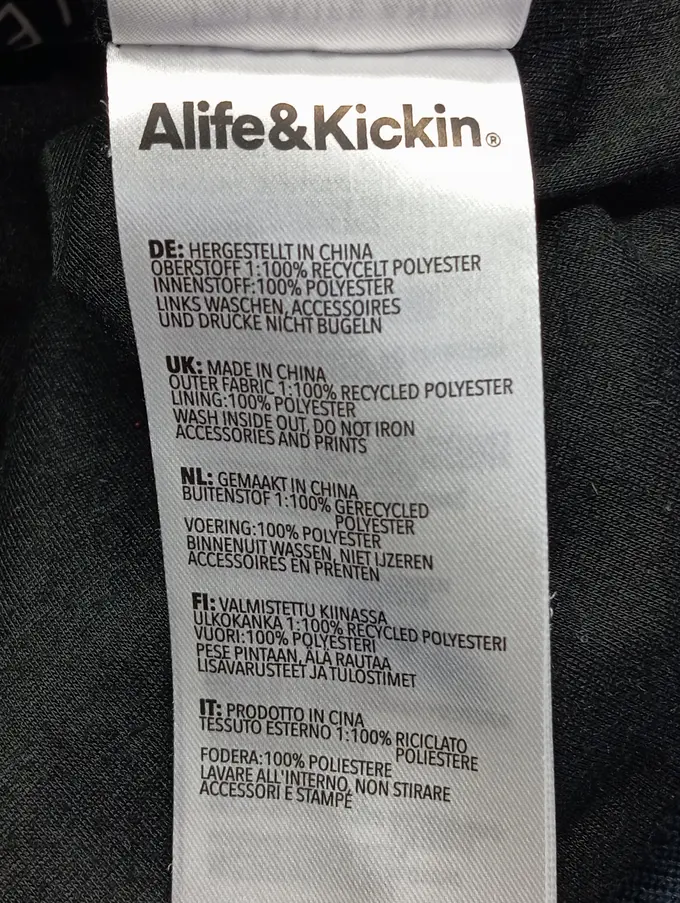 Alife&Kickin®
DE: HERGESTELLT IN CHINA
OBERSTOFF 1:100% RECYCELT POLYESTER
INNENSTOFF:100% POLYESTER
LINKS WASCHEN, ACCESSOIRES
UND DRUCKE NICHT BÜGELN
UK: MADE IN CHINA
OUTER FABRIC 1:100% RECYCLED POLYESTER
LINING:100% POLYESTER
WASH INSIDE OUT, DO NOT IRON
ACCESSORIES AND PRINTS
NL: GEMAAKT IN CHINA
BUITENSTOF 1:100% GERECYCLED
POLYESTER
VOERING:100% POLYESTER
BINNENUIT WASSEN, NIET IJZEREN
ACCESSOIRES EN PRENTEN
FI: VALMISTETTU KIINASSA
ULKOKANKA 1:100% RECYCLED POLYESTERI
VUORI:100% POLYESTERI
PESE PINTAAN, ÄLÄ RAUTAA
LISÄVARUSTEET JA TULOSTIMET
IT: PRODOTTO IN CINA
TESSUTO ESTERNO 1:100% RICICLATO
POLIESTERE
FODERA:100% POLIESTERE
LAVARE ALL'INTERNO, NON STIRARE
ACCESSORI E STAMPE